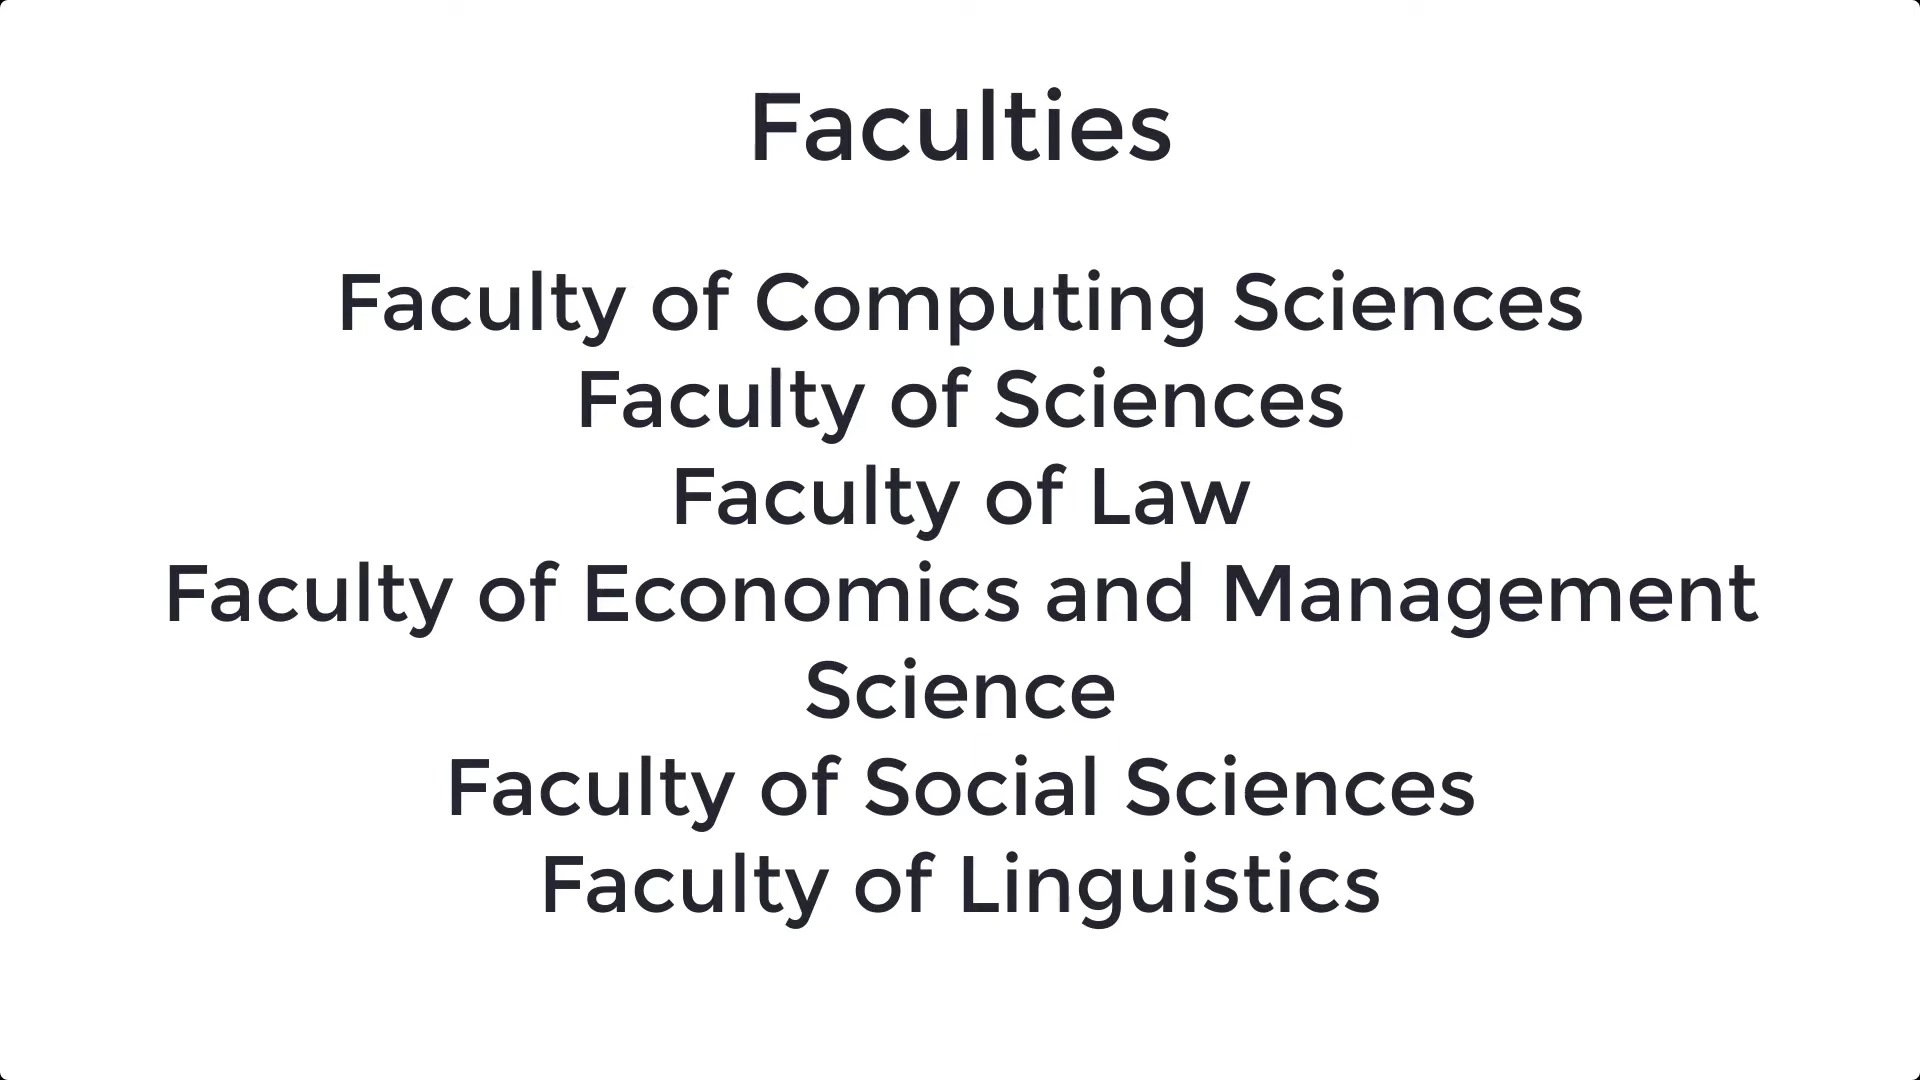 Faculties
Faculty of Computing Sciences
Faculty of Sciences
Faculty of Law
Faculty of Economics and Management
Science
Faculty of Social Sciences
Faculty of Linguistics